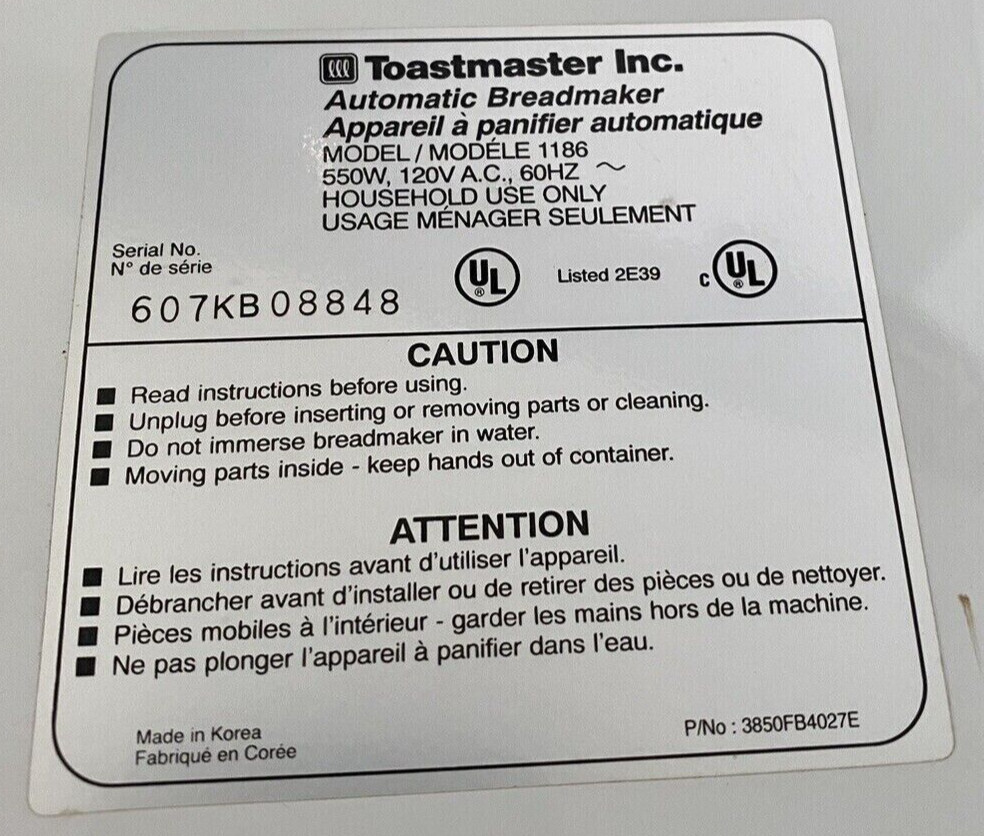 Toastmaster Inc.
Automatic Breadmaker
Appareil à panifier automatique
MODEL / MODÉLE 1186
550W, 120V A.C., 60HZ ~
HOUSEHOLD USE ONLY
USAGE MÉNAGER SEULEMENT
Serial No.
N° de série
607KB08848
UL ®
Listed 2E39
C UL ®
CAUTION
■ Read instructions before using.
■ Unplug before inserting or removing parts or cleaning.
■ Do not immerse breadmaker in water.
■ Moving parts inside - keep hands out of container.
ATTENTION
■ Lire les instructions avant d'utiliser l'appareil.
■ Débrancher avant d'installer ou de retirer des pièces ou de nettoyer.
■ Pièces mobiles à l'intérieur - garder les mains hors de la machine.
■ Ne pas plonger l'appareil à panifier dans l'eau.
Made in Korea
Fabriqué en Corée
P/No : 3850FB4027E